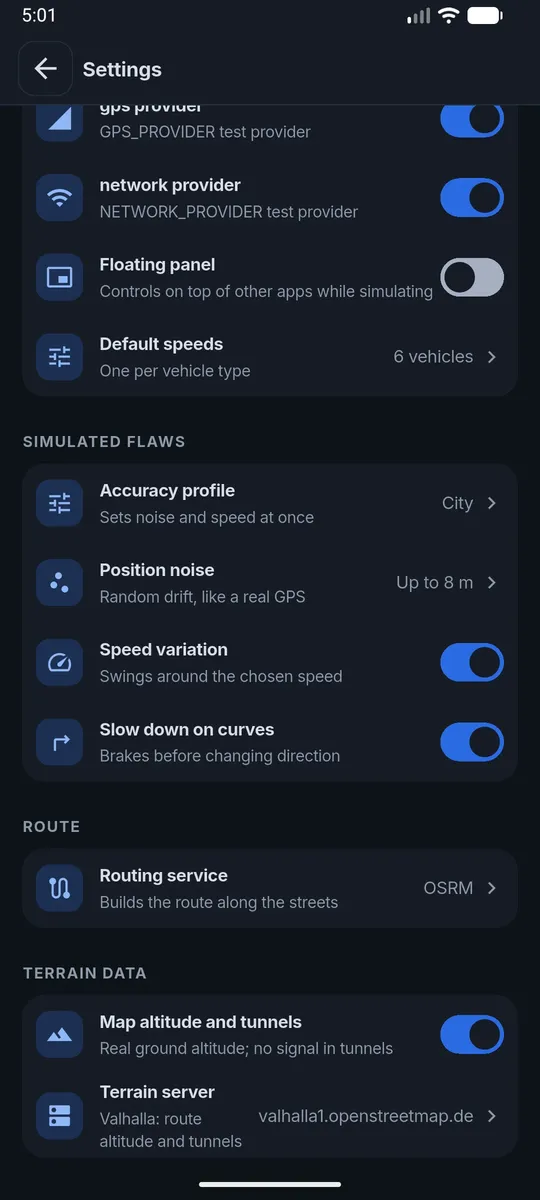 5:01
Settings
gps provider
GPS_PROVIDER test provider
network provider
NETWORK_PROVIDER test provider
Floating panel
Controls on top of other apps while simulating
Default speeds
One per vehicle type
6 vehicles
SIMULATED FLAWS
Accuracy profile
Sets noise and speed at once
City
Position noise
Random drift, like a real GPS
Up to 8 m
Speed variation
Swings around the chosen speed
Slow down on curves
Brakes before changing direction
ROUTE
Routing service
Builds the route along the streets
OSRM
TERRAIN DATA
Map altitude and tunnels
Real ground altitude; no signal in tunnels
Terrain server
Valhalla: route
altitude and tunnels
valhalla1.openstreetmap.de